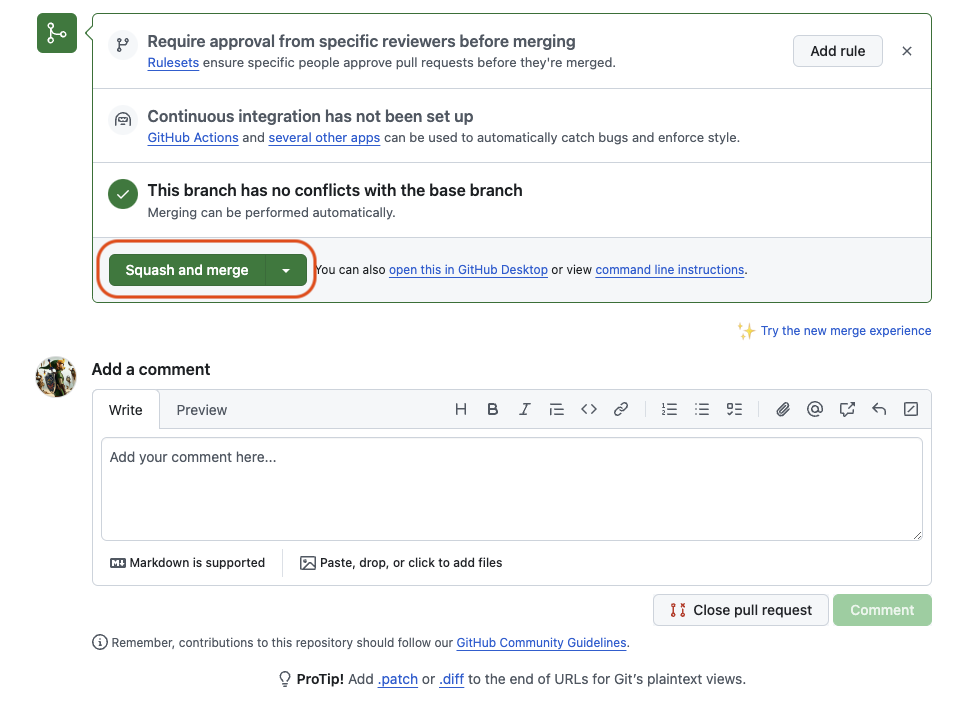 Require approval from specific reviewers before merging
Rulesets ensure specific people approve pull requests before they're merged.
Add rule
Continuous integration has not been set up
GitHub Actions and several other apps can be used to automatically catch bugs and enforce style.
This branch has no conflicts with the base branch
Merging can be performed automatically.
Squash and merge
You can also open this in GitHub Desktop or view command line instructions.
Try the new merge experience
Add a comment
Write
Preview
Add your comment here...
Markdown is supported
Paste, drop, or click to add files
Close pull request
Comment
Remember, contributions to this repository should follow our GitHub Community Guidelines.
ProTip! Add .patch or .diff to the end of URLs for Git’s plaintext views.